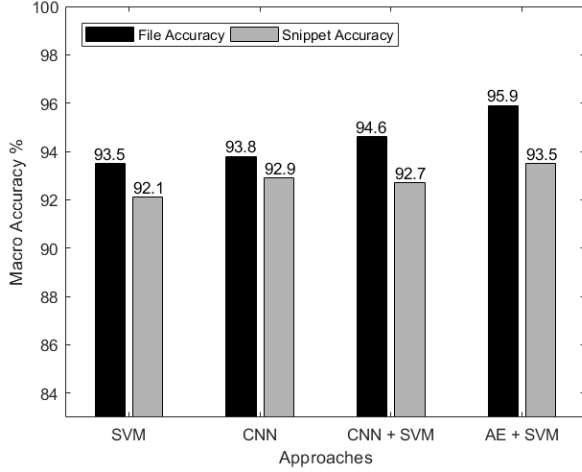 100
98
96
94
92
90
88
86
84
Macro Accuracy %
File Accuracy
Snippet Accuracy
93.5
92.1
93.8
92.9
94.6
92.7
95.9
93.5
SVM
CNN
CNN + SVM
AE + SVM
Approaches